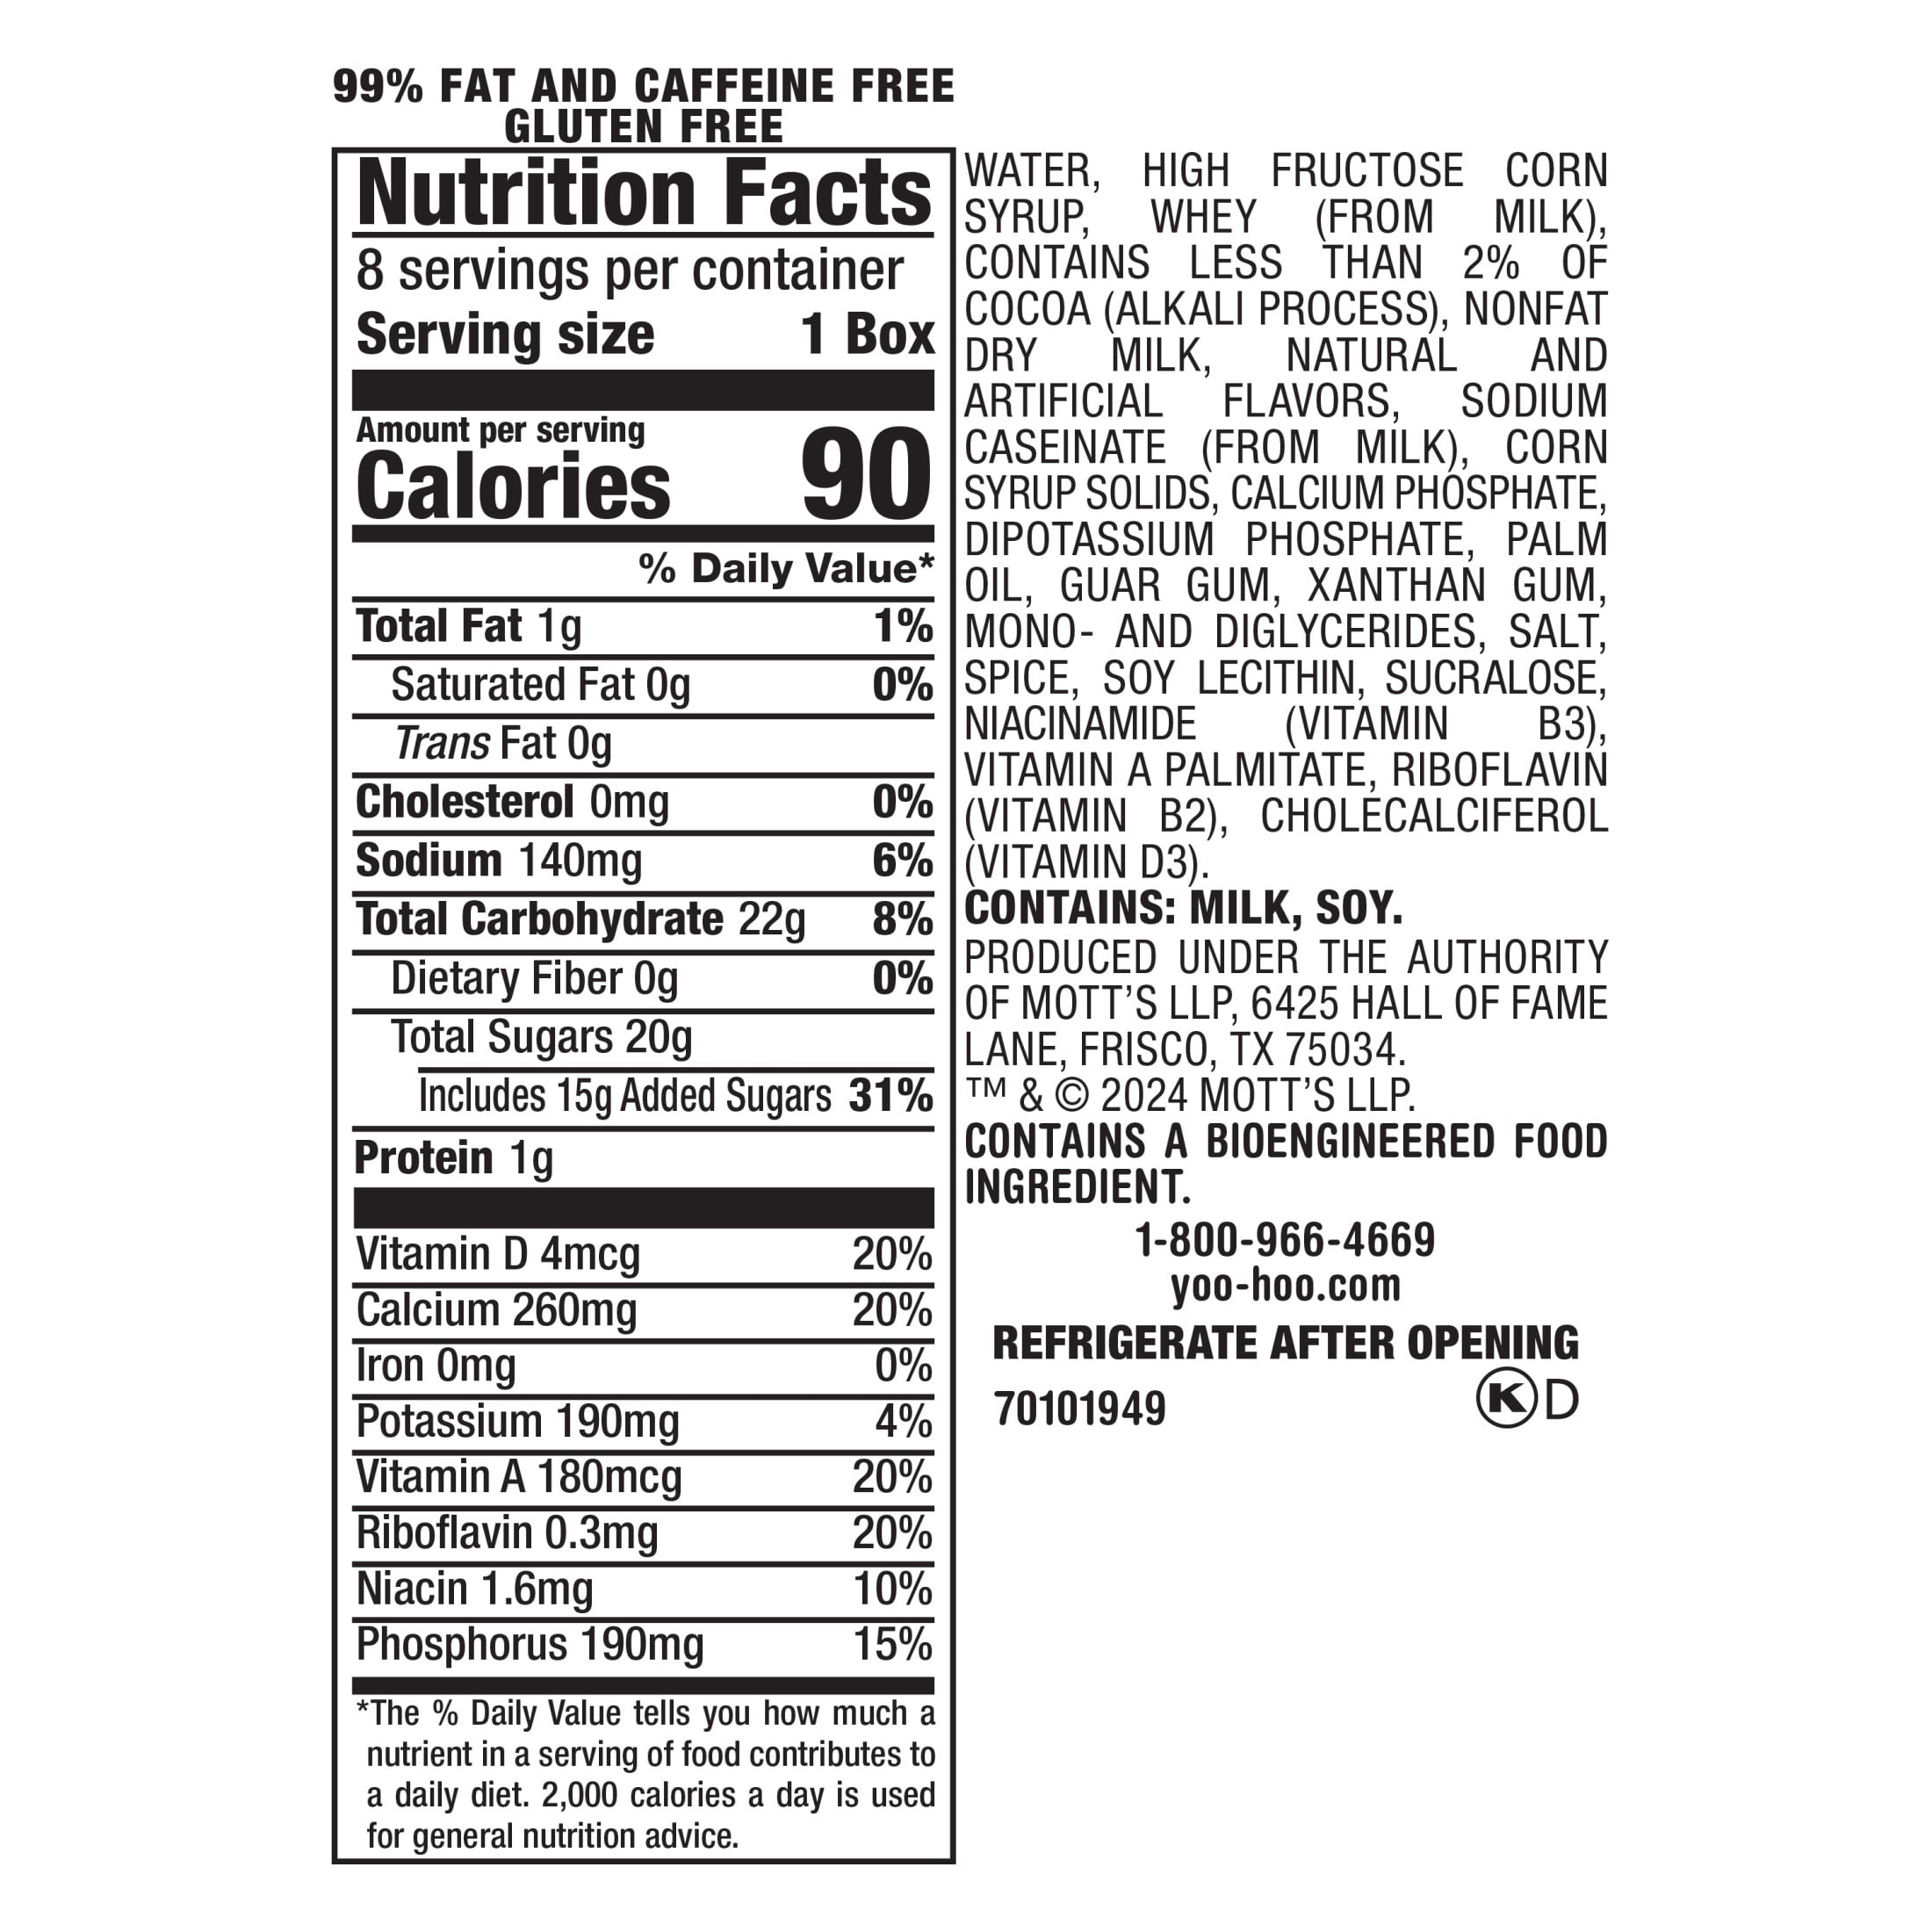 99% FAT AND CAFFEINE FREE
GLUTEN FREE
Nutrition Facts
8 servings per container
Serving size 1 Box
Amount per serving
Calories 90
% Daily Value*
Total Fat 1g 1%
Saturated Fat 0g 0%
Trans Fat 0g
Cholesterol 0mg 0%
Sodium 140mg 6%
Total Carbohydrate 22g 8%
Dietary Fiber 0g 0%
Total Sugars 20g
Includes 15g Added Sugars 31%
Protein 1g
Vitamin D 4mcg 20%
Calcium 260mg 20%
Iron 0mg 0%
Potassium 190mg 4%
Vitamin A 180mcg 20%
Riboflavin 0.3mg 20%
Niacin 1.6mg 10%
Phosphorus 190mg 15%
*The % Daily Value tells you how much a
nutrient in a serving of food contributes to
a daily diet. 2,000 calories a day is used
for general nutrition advice.
WATER, HIGH FRUCTOSE CORN
SYRUP, WHEY (FROM MILK),
CONTAINS LESS THAN 2% OF
COCOA (ALKALI PROCESS), NONFAT
DRY MILK, NATURAL AND
ARTIFICIAL FLAVORS, SODIUM
CASEINATE (FROM MILK), CORN
SYRUP SOLIDS, CALCIUM PHOSPHATE,
DIPOTASSIUM PHOSPHATE, PALM
OIL, GUAR GUM, XANTHAN GUM,
MONO- AND DIGLYCERIDES, SALT,
SPICE, SOY LECITHIN, SUCRALOSE,
NIACINAMIDE (VITAMIN B3),
VITAMIN A PALMITATE, RIBOFLAVIN
(VITAMIN B2), CHOLECALCIFEROL
(VITAMIN D3).
CONTAINS: MILK, SOY.
PRODUCED UNDER THE AUTHORITY
OF MOTT'S LLP, 6425 HALL OF FAME
LANE, FRISCO, TX 75034.
™ & © 2024 MOTT'S LLP.
CONTAINS A BIOENGINEERED FOOD
INGREDIENT.
1-800-966-4669
yoo-hoo.com
REFRIGERATE AFTER OPENING
70101949 K D